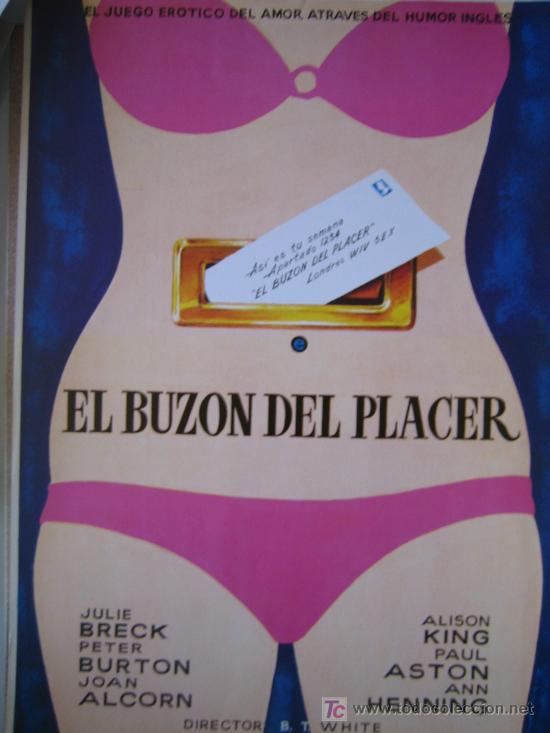 EL JUEGO EROTICO DEL AMOR ATRAVES DEL HUMOR INGLES
Así es tu semana
Apartado 1234
"EL BUZON DEL PLACER"
Londres WIV SEX
e
EL BUZON DEL PLACER
JULIE
BRECK
PETER
BURTON
JOAN
ALCORN
ALISON
KING
PAUL
ASTON
ANN
HENNING
DIRECTOR: B. T. WHITE
TC
www.todocoleccion.net